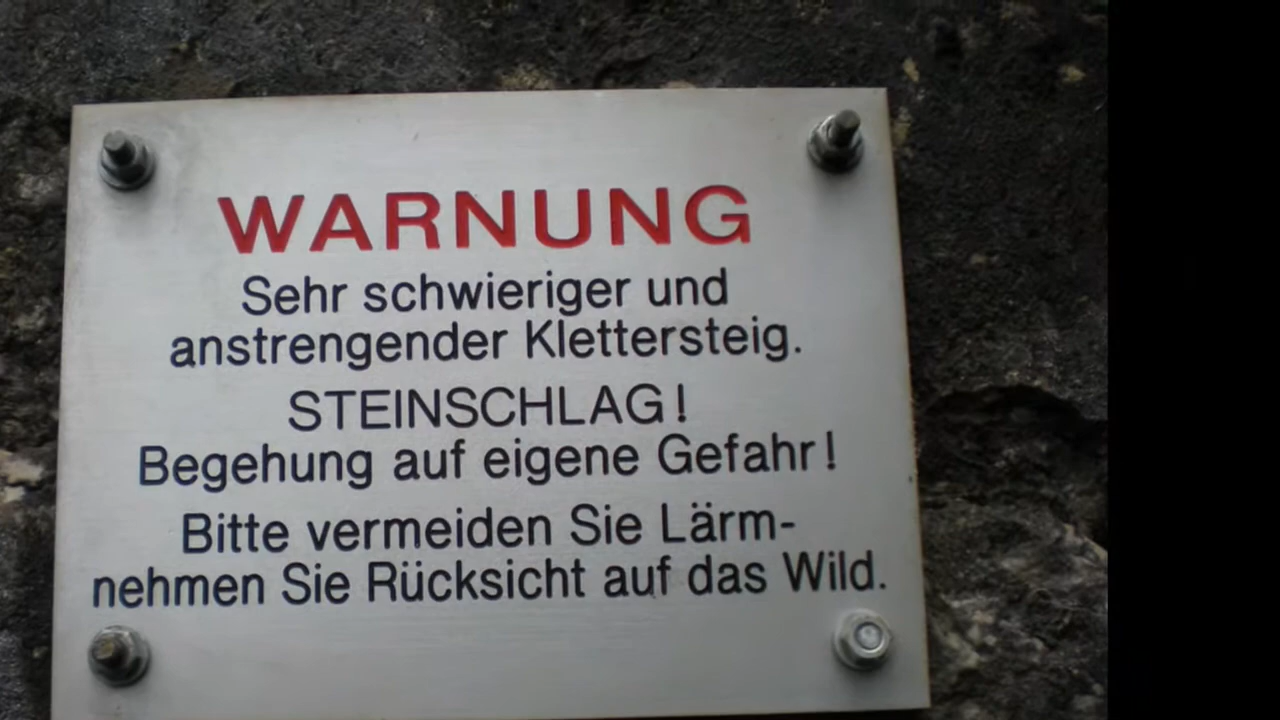 WARNUNG
Sehr schwieriger und
anstrengender Klettersteig.
STEINSCHLAG!
Begehung auf eigene Gefahr!
Bitte vermeiden Sie Lärm-
nehmen Sie Rücksicht auf das Wild.